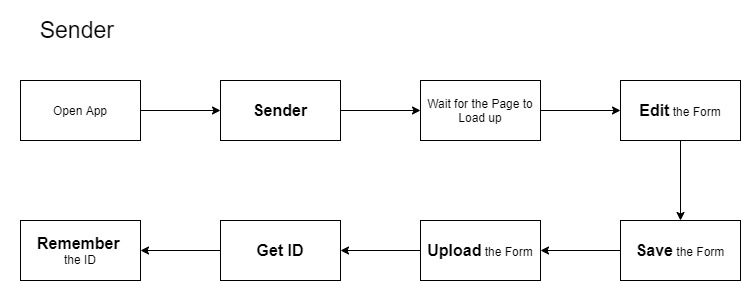 Sender
Open App
Sender
Wait for the Page to
Load up
Edit the Form
Save the Form
Upload the Form
Get ID
Remember
the ID